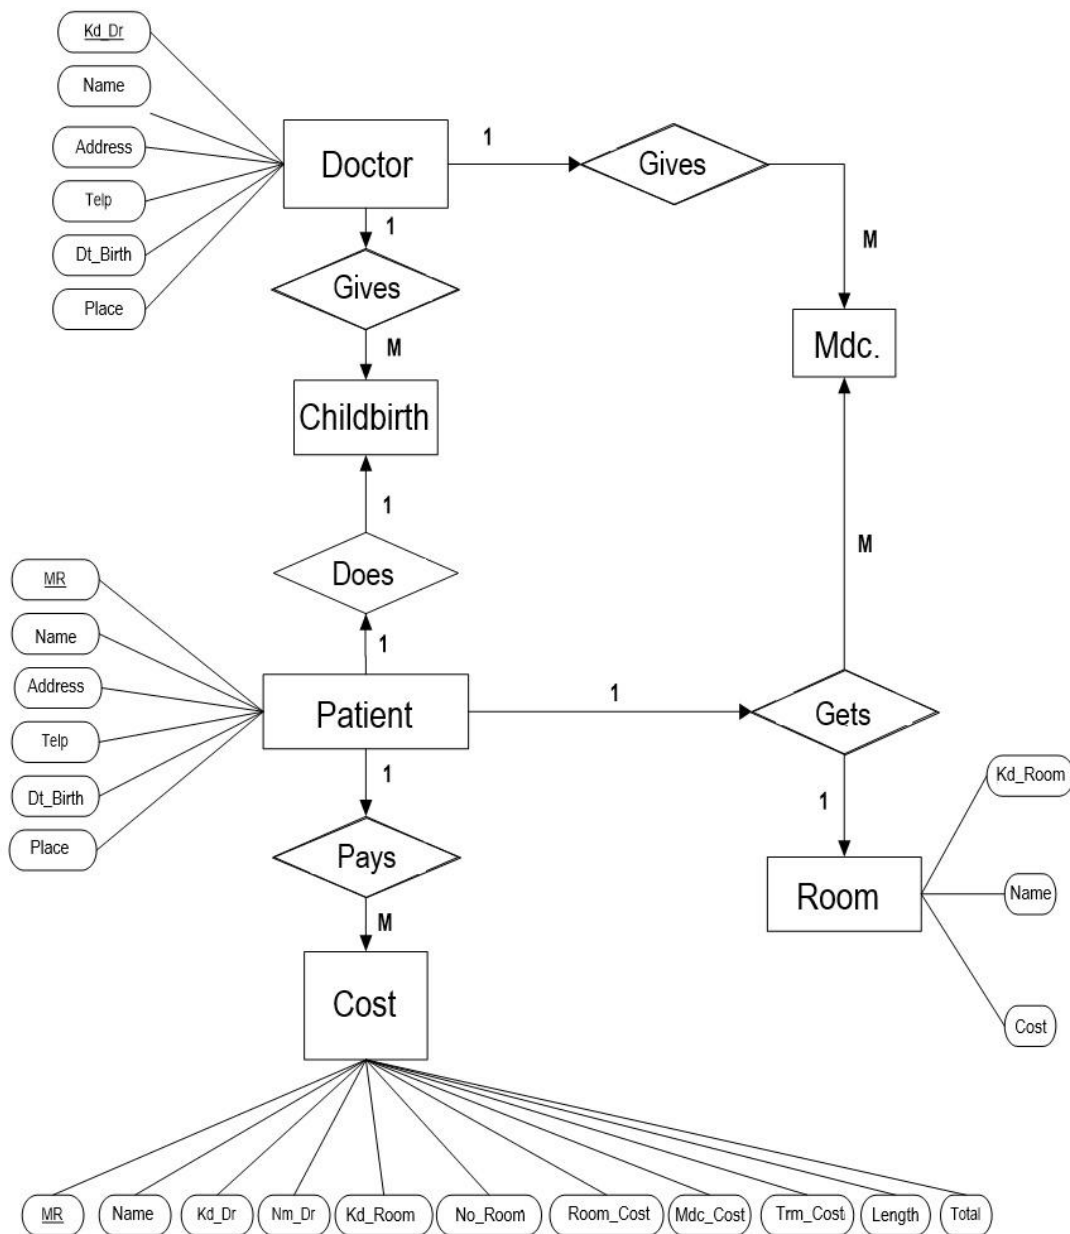 Kd_Dr
Name
Address
Telp
Dt_Birth
Place
Doctor
1
Gives
M
1
Gives
M
Mdc.
Childbirth
1
Does
1
M
MR
Name
Address
Telp
Dt_Birth
Place
Patient
1
Gets
1
Pays
M
1
Room
Kd_Room
Name
Cost
Cost
MR
Name
Kd_Dr
Nm_Dr
Kd_Room
No_Room
Room_Cost
Mdc_Cost
Trm_Cost
Length
Total